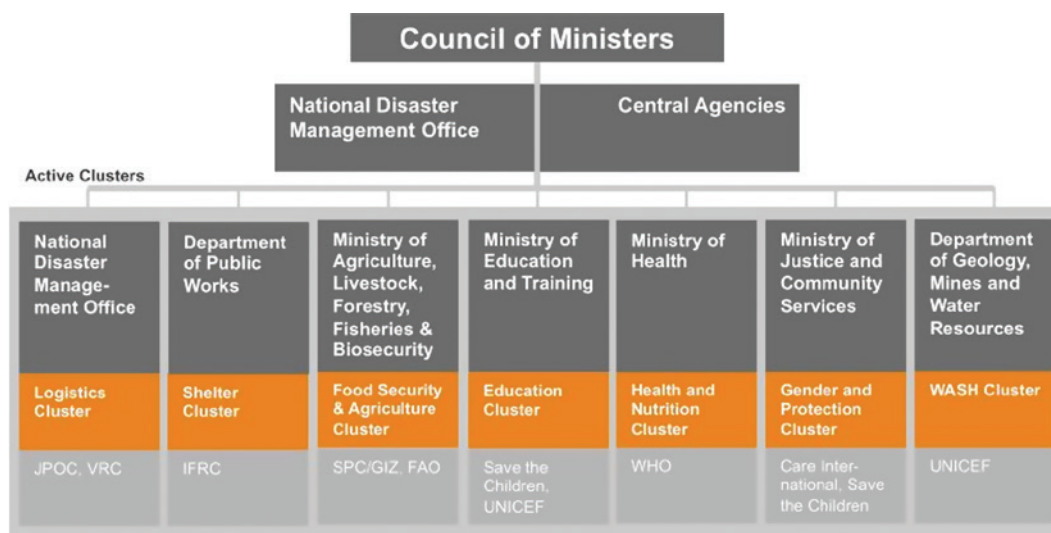 Council of Ministers
National Disaster
Management Office
Central Agencies
Active Clusters
National
Disaster
Manage-
ment Office
Department
of Public
Works
Ministry of
Agriculture,
Livestock,
Forestry,
Fisheries &
Biosecurity
Ministry of
Education
and Training
Ministry of
Health
Ministry of
Justice and
Community
Services
Department
of Geology,
Mines and
Water
Resources
Logistics
Cluster
Shelter
Cluster
Food Security
& Agriculture
Cluster
Education
Cluster
Health and
Nutrition
Cluster
Gender and
Protection
Cluster
WASH Cluster
JPOC, VRC
IFRC
SPC/GIZ, FAO
Save the
Children,
UNICEF
WHO
Care Inter-
national, Save
the Children
UNICEF